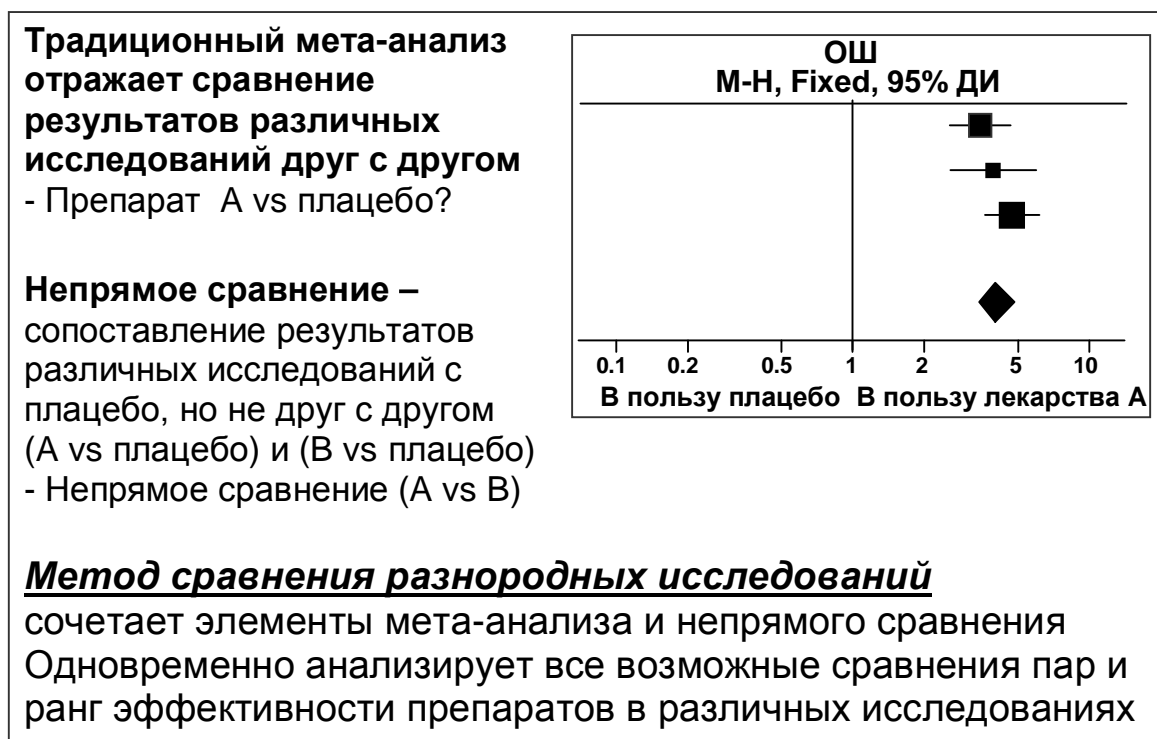 Традиционный мета-анализ
отражает сравнение
результатов различных
исследований друг с другом
- Препарат А vs плацебо?
Непрямое сравнение –
сопоставление результатов
различных исследований с
плацебо, но не друг с другом
(А vs плацебо) и (В vs плацебо)
- Непрямое сравнение (А vs В)
ОШ
М-Н, Fixed, 95% ДИ
0.1 0.2 0.5 1 2 5 10
В пользу плацебо В пользу лекарства А
Метод сравнения разнородных исследований
сочетает элементы мета-анализа и непрямого сравнения
Одновременно анализирует все возможные сравнения пар и
ранг эффективности препаратов в различных исследованиях